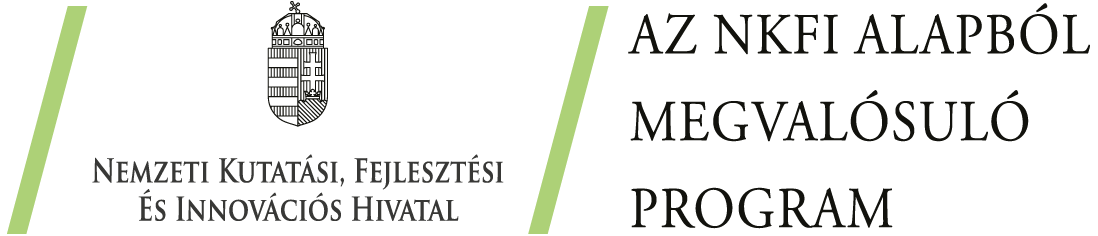 NEMZETI KUTATÁSI, FEJLESZTÉSI
ÉS INNOVÁCIÓS HIVATAL
AZ NKFI ALAPBÓL
MEGVALÓSULÓ
PROGRAM